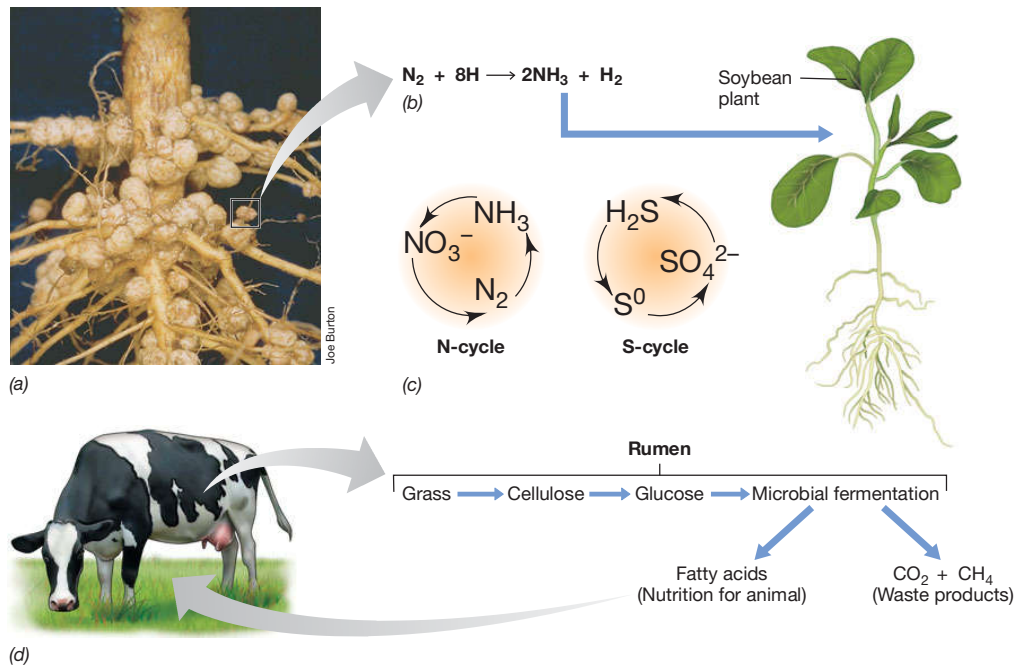 Joe Burton
(a)
N₂ + 8H ⟶ 2NH₃ + H₂
(b)
Soybean
plant
NH₃
NO₃⁻
N₂
N-cycle
H₂S
SO₄²⁻
S⁰
S-cycle
(c)
Rumen
Grass
Cellulose
Glucose
Microbial fermentation
Fatty acids
(Nutrition for animal)
CO₂ + CH₄
(Waste products)
(d)